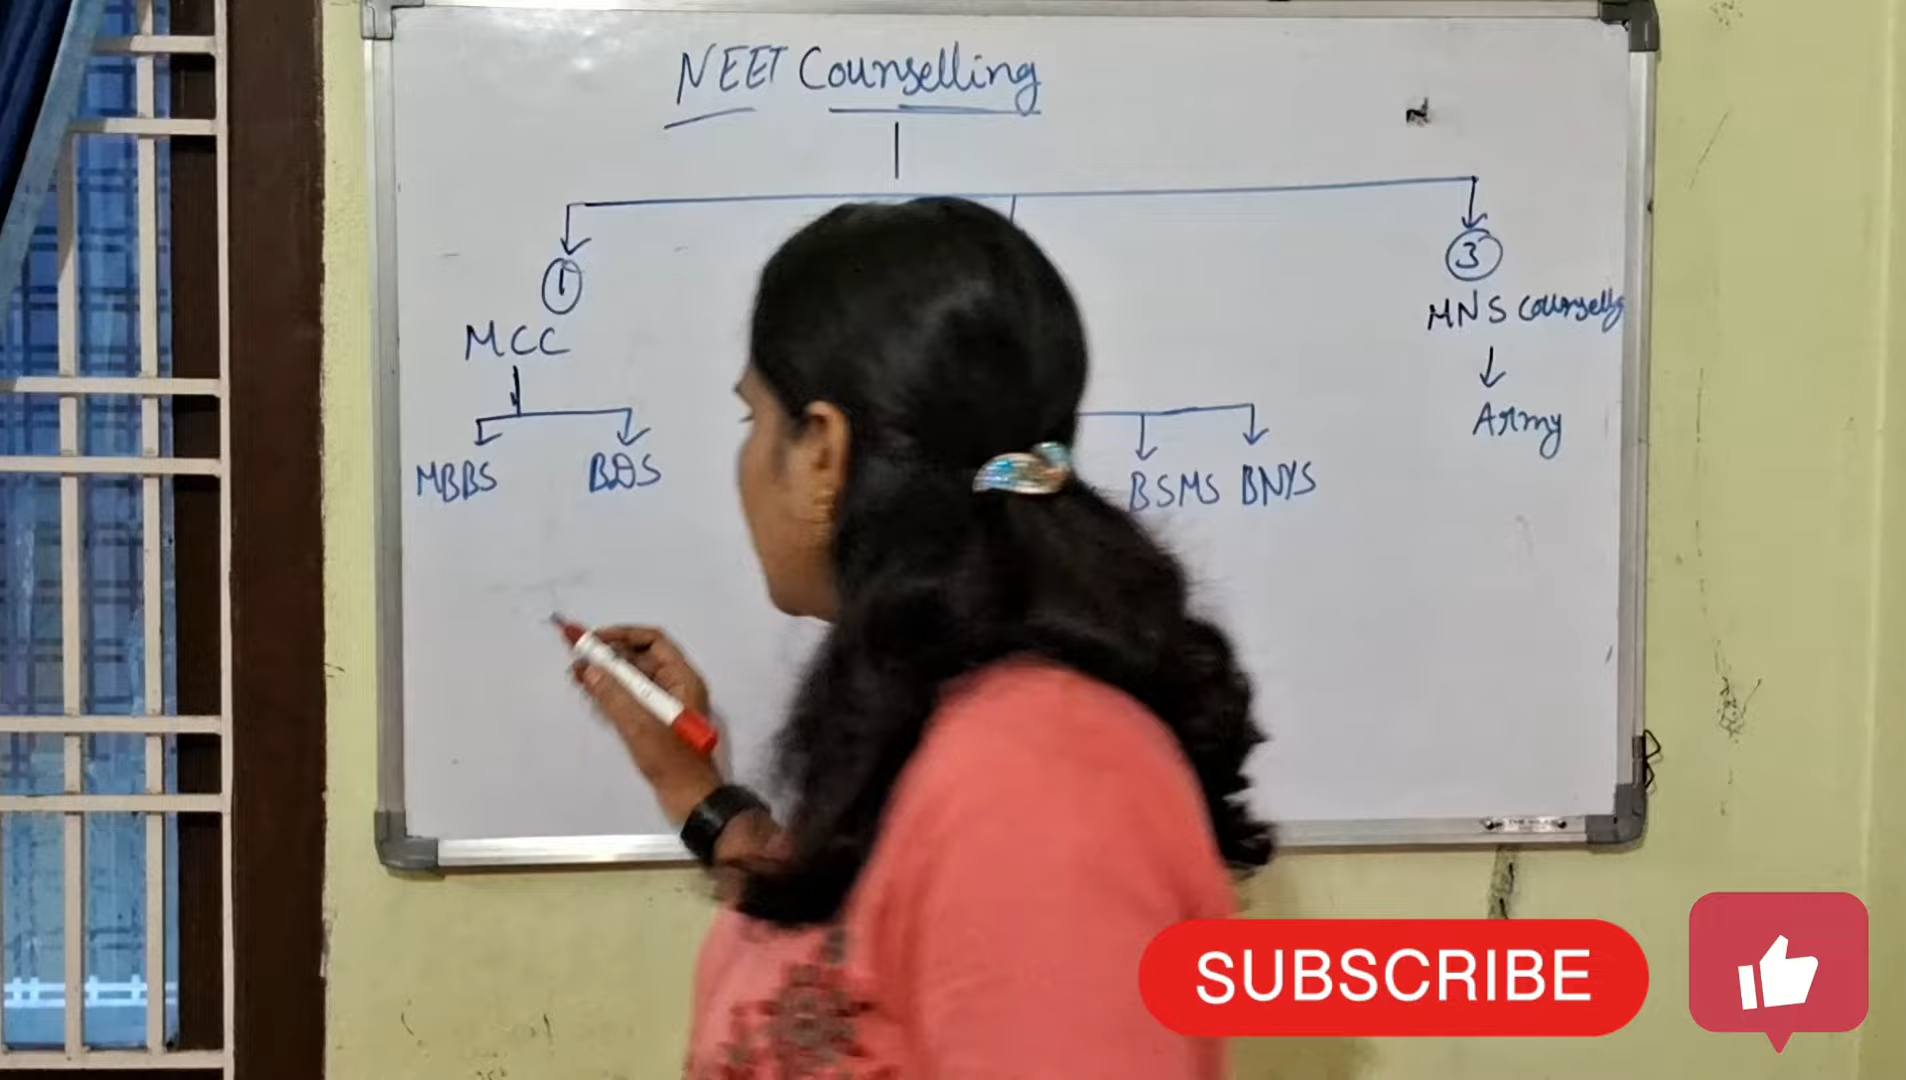 NEET Counselling
1
3
MCC
MNS Counselly
Army
MBBS BDS
BSMS BNYS
SUBSCRIBE